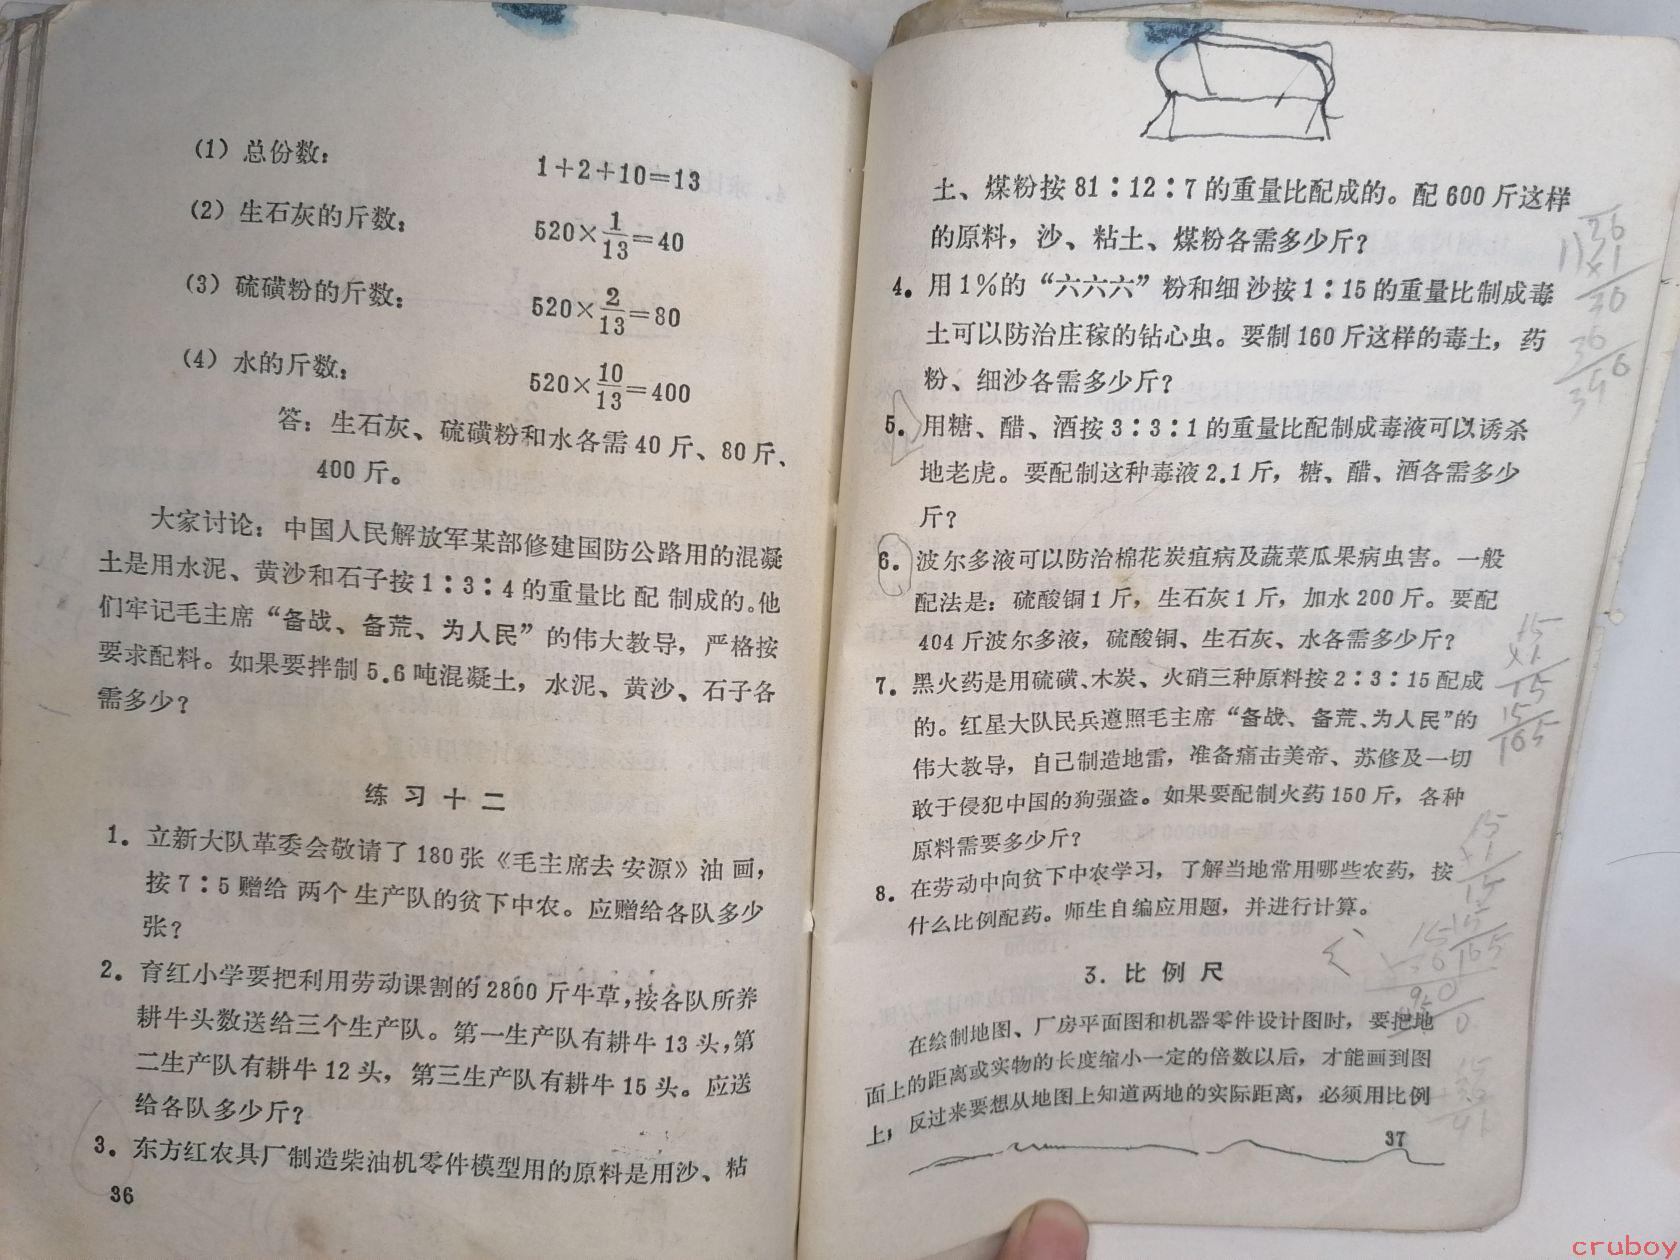 (1) 总份数： 1+2+10=13
(2) 生石灰的斤数： 520×1/13=40
(3) 硫磺粉的斤数： 520×2/13=80
(4) 水的斤数： 520×10/13=400
答：生石灰、硫磺粉和水各需40斤、80斤、
400斤。
大家讨论：中国人民解放军某部修建国防公路用的混凝
土是用水泥、黄沙和石子按1:3:4的重量比配制成的。他
们牢记毛主席“备战、备荒、为人民”的伟大教导，严格按
要求配料。如果要拌制5.6吨混凝土，水泥、黄沙、石子各
需多少？
练习十二
1. 立新大队革委会敬请了180张《毛主席去安源》油画，
按7:5赠给两个生产队的贫下中农。应赠给各队多少
张？
2. 育红小学要把利用劳动课割的2800斤牛草，按各队所养
耕牛头数送给三个生产队。第一生产队有耕牛13头，第
二生产队有耕牛12头，第三生产队有耕牛15头。应送
给各队多少斤？
3. 东方红农具厂制造柴油机零件模型用的原料是用沙、粘
36
土、煤粉按81:12:7的重量比配成的。配600斤这样
的原料，沙、粘土、煤粉各需多少斤？
4. 用1%的“六六六”粉和细沙按1:15的重量比制成毒
土可以防治庄稼的钻心虫。要制160斤这样的毒土，药
粉、细沙各需多少斤？
5. 用糖、醋、酒按3:3:1的重量比配制成毒液可以诱杀
地老虎。要配制这种毒液2.1斤，糖、醋、酒各需多少
斤？
6. 波尔多液可以防治棉花炭疽病及蔬菜瓜果病虫害。一般
配法是：硫酸铜1斤，生石灰1斤，加水200斤。要配
404斤波尔多液，硫酸铜、生石灰、水各需多少斤？
7. 黑火药是用硫磺、木炭、火硝三种原料按2:3:15配成
的。红星大队民兵遵照毛主席“备战、备荒、为人民”的
伟大教导，自己制造地雷，准备痛击美帝、苏修及一切
敢于侵犯中国的狗强盗。如果要配制火药150斤，各种
原料需要多少斤？
8. 在劳动中向贫下中农学习，了解当地常用哪些农药，按
什么比例配药。师生自编应用题，并进行计算。
3. 比例尺
在绘制地图、厂房平面图和机器零件设计图时，要把地
面上的距离或实物的长度缩小一定的倍数以后，才能画到图
上，反过来要想从地图上知道两地的实际距离，必须用比例
37
15
×1
15
15
165
cruboy